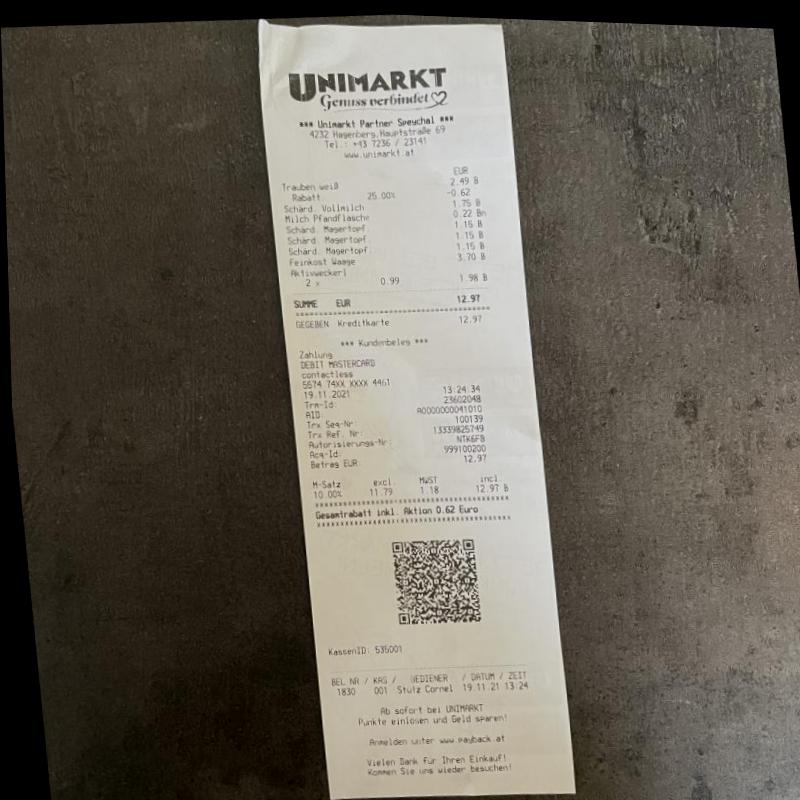 UNIMARKT
Genuss verbindet
*** Unimarkt Partner Speychal ***
4232 Hagenberg,Hauptstraße 69
Tel.: +43 7236 / 23141
www.unimarkt.at
EUR
Trauben weiß 2.49 B
Rabatt 25.00% -0.62
Schärd. Vollmilch 1.75 B
Milch Pfandflasche 0.22 Bn
Schärd. Magertopf. 1.15 B
Schärd. Magertopf. 1.15 B
Schärd. Magertopf. 1.15 B
Feinkost Waage 3.70 B
Aktivweckerl
2 x 0.99 1.98 B
SUMME EUR 12.97
GEGEBEN Kreditkarte 12.97
*** Kundenbeleg ***
Zahlung
DEBIT MASTERCARD
contactless
5574 74XX XXXX 4461
19.11.2021 13:24:34
Trm-Id: 23602048
AID: A0000000041010
Trx Seq-Nr: 100139
Trx Ref. Nr: 13339825749
Autorisierungs-Nr: NTK6FB
Acq-Id: 999100200
Betrag EUR: 12.97
M-Satz excl. MwST incl.
10.00% 11.79 1.18 12.97 B
Gesamtrabatt inkl. Aktion 0.62 Euro
KassenID: 535001
BEL NR / KAS / BEDIENER / DATUM / ZEIT
1830 001 Stütz Cornel 19.11.21 13:24
Ab sofort bei UNIMARKT
Punkte einlösen und Geld sparen!
Anmelden unter www.payback.at
Vielen Dank für Ihren Einkauf!
Kommen Sie uns wieder besuchen!